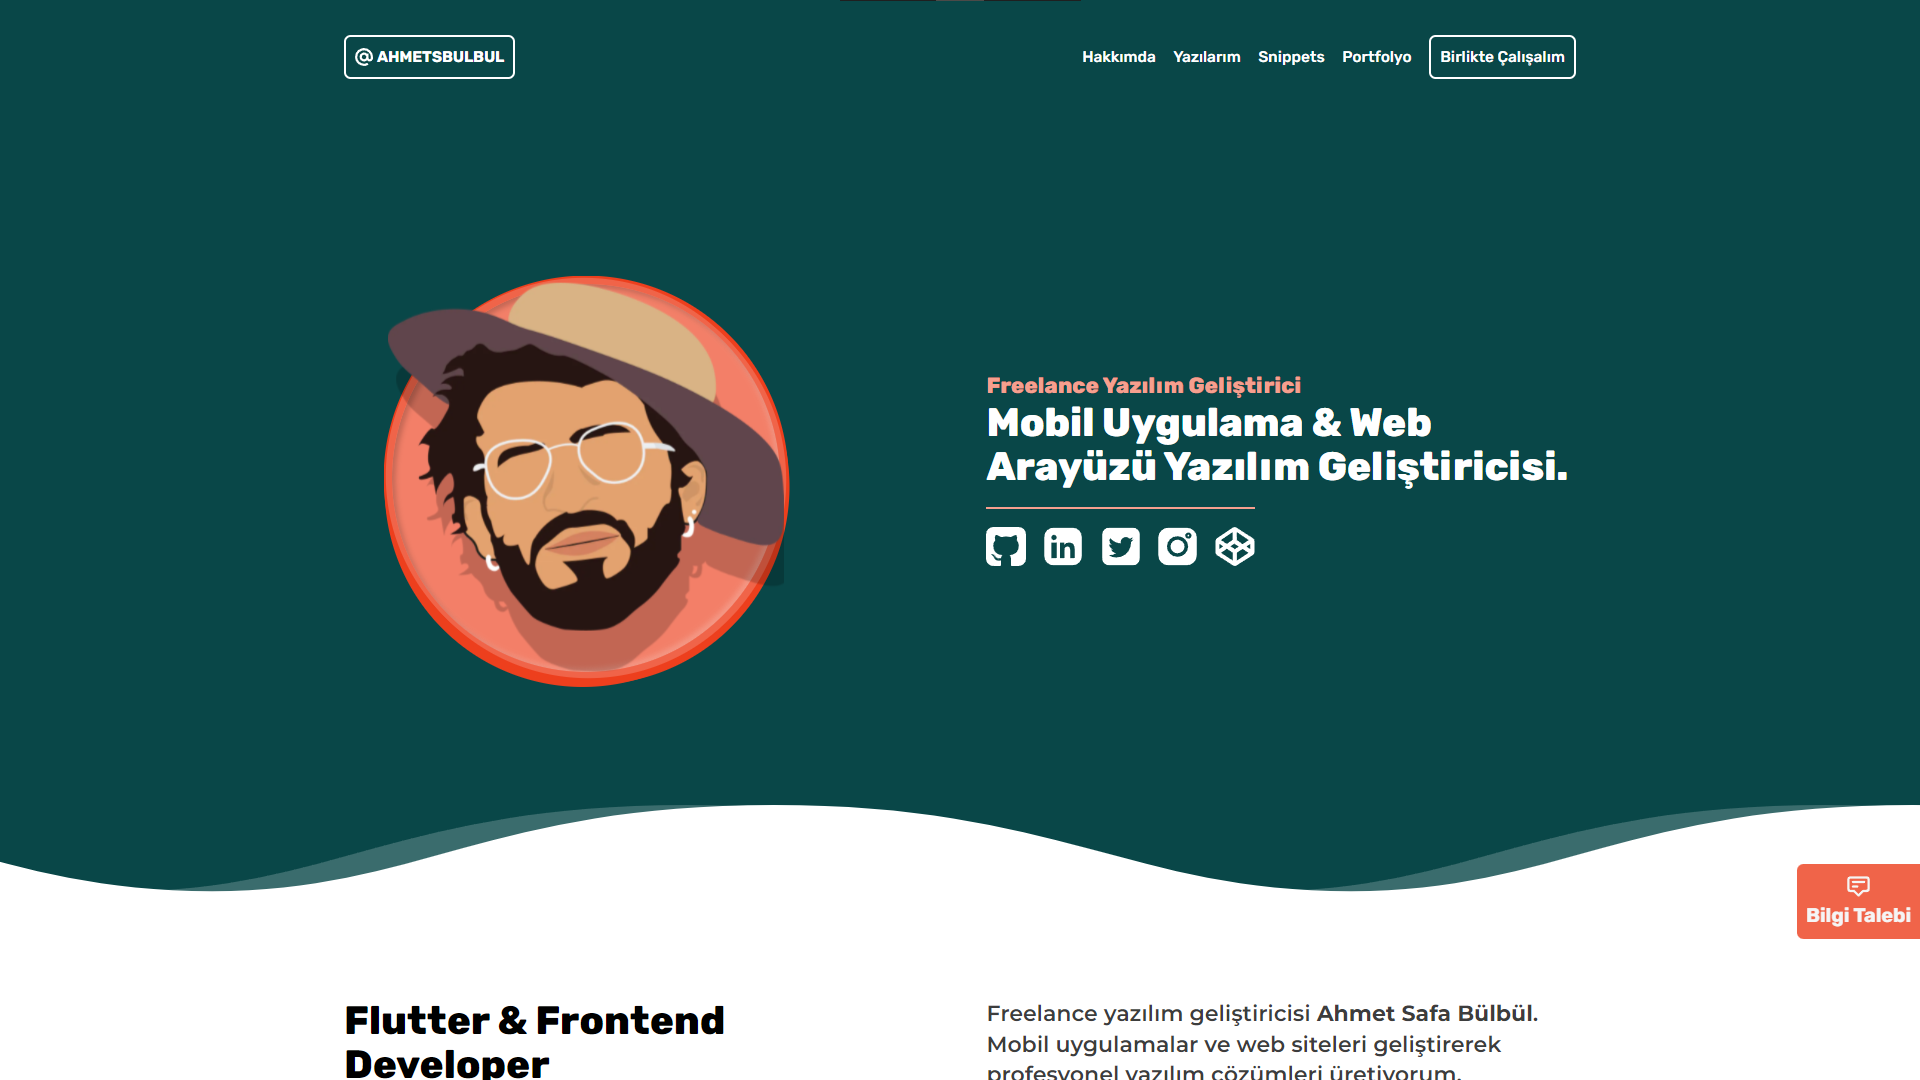 @ AHMETSBULBUL
Hakkımda Yazılarım Snippets Portfolyo Birlikte Çalışalım
Freelance Yazılım Geliştirici
Mobil Uygulama & Web
Arayüzü Yazılım Geliştiricisi.
Bilgi Talebi
Flutter & Frontend
Developer
Freelance yazılım geliştiricisi Ahmet Safa Bülbül.
Mobil uygulamalar ve web siteleri geliştirerek
profesyonel yazılım çözümleri üretiyorum.